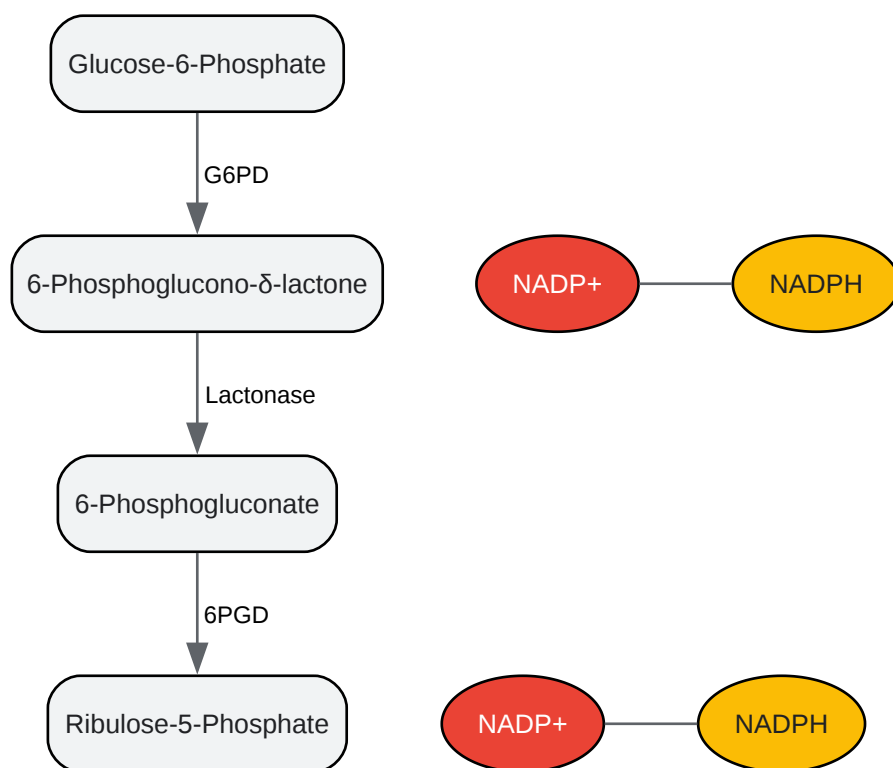 Glucose-6-Phosphate
G6PD
6-Phosphoglucono-δ-lactone
NADP+
NADPH
Lactonase
6-Phosphogluconate
6PGD
Ribulose-5-Phosphate
NADP+
NADPH